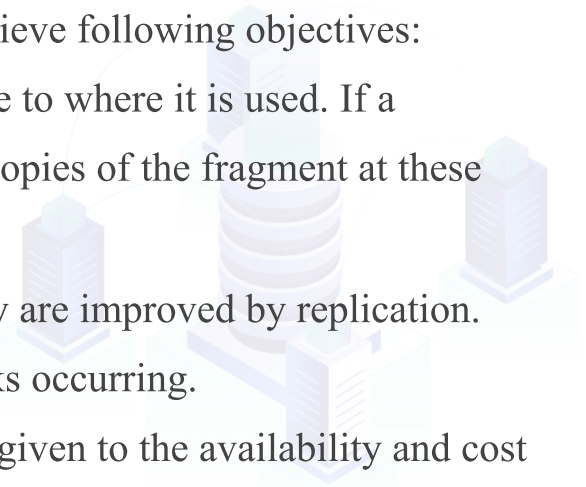 ieve following objectives:
e to where it is used. If a
opies of the fragment at these
y are improved by replication.
ks occurring.
given to the availability and cost